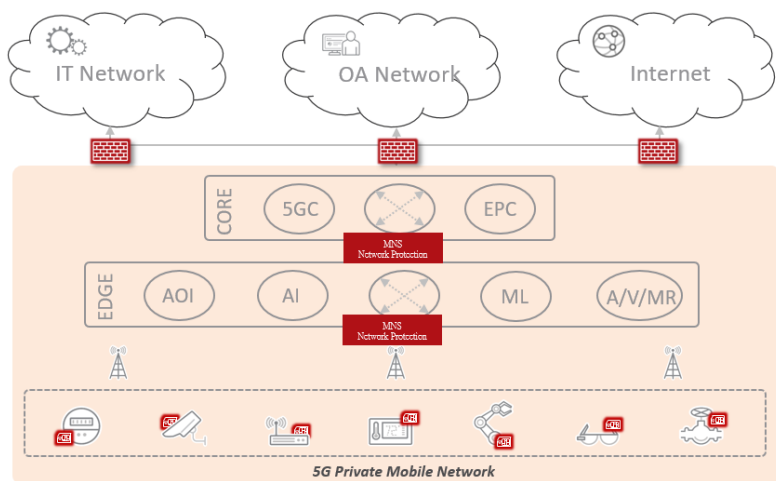 IT Network
OA Network
Internet
CORE
5GC
EPC
MNS
Network Protection
EDGE
AOI
AI
ML
A/V/MR
MNS
Network Protection
72°
5G Private Mobile Network